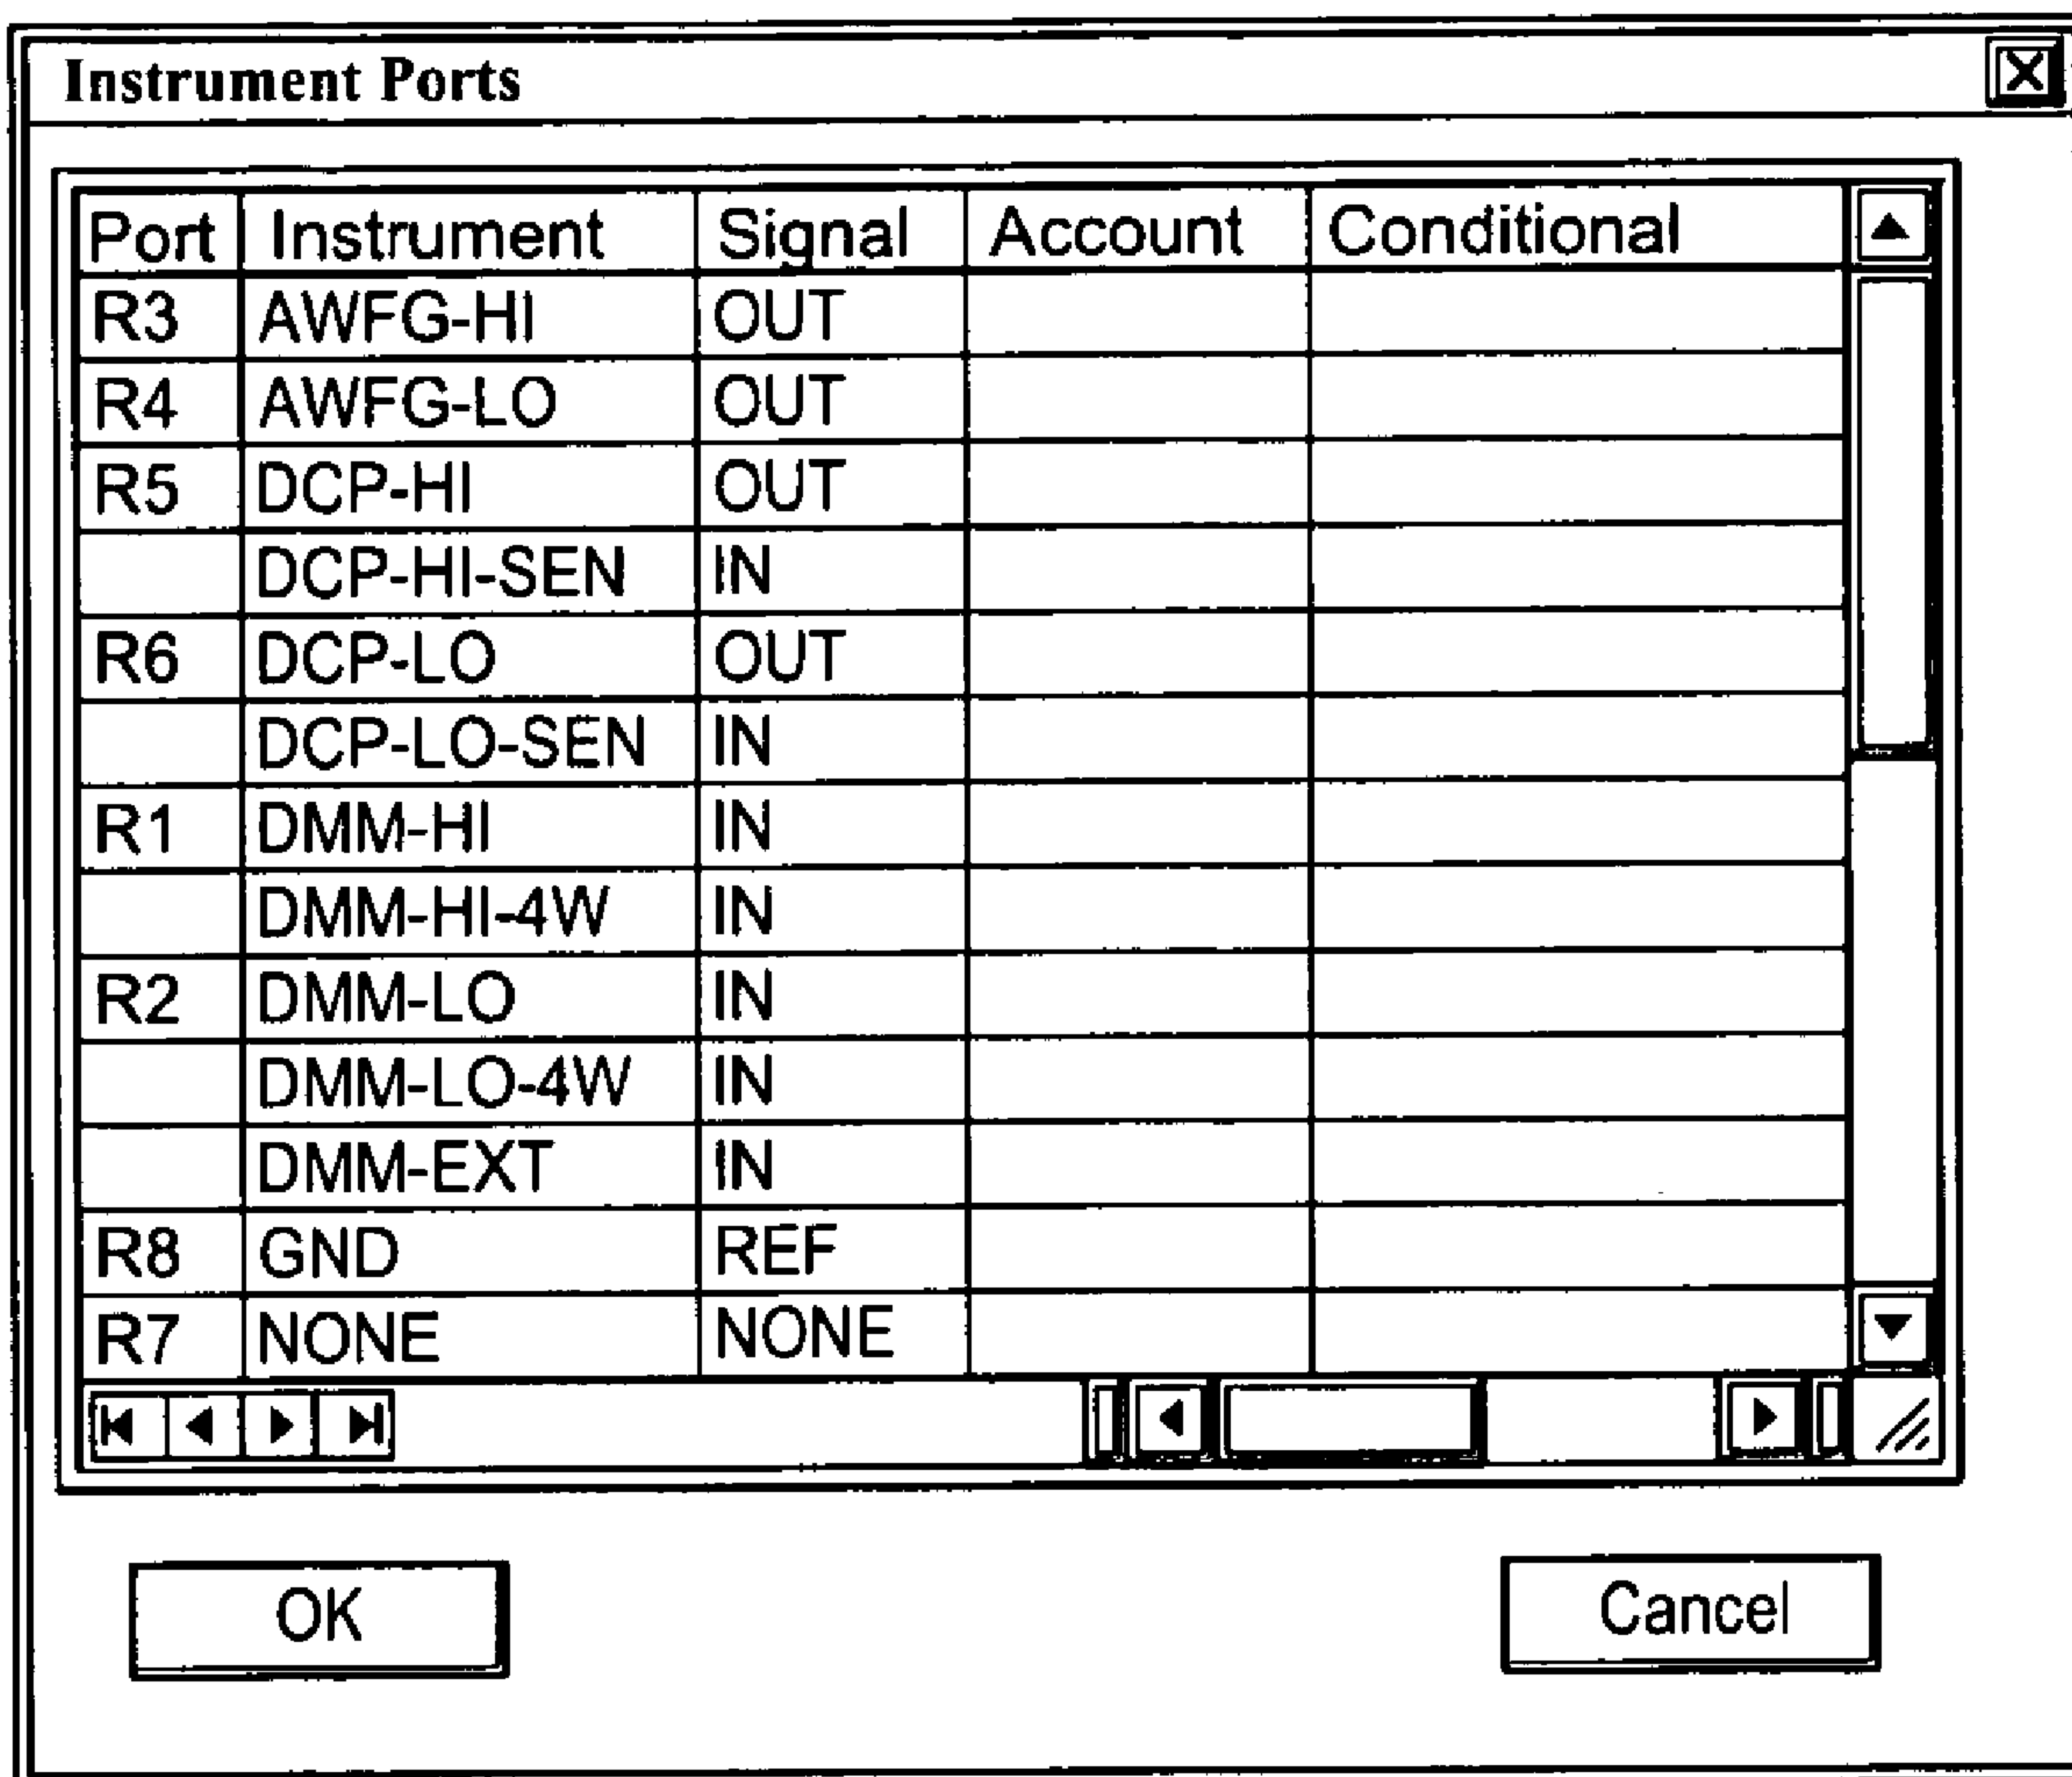 Instrument Ports
Port Instrument Signal Account Conditional
R3 AWFG-HI OUT
R4 AWFG-LO OUT
R5 DCP-HI OUT
DCP-HI-SEN IN
R6 DCP-LO OUT
DCP-LO-SEN IN
R1 DMM-HI IN
DMM-HI-4W IN
R2 DMM-LO IN
DMM-LO-4W IN
DMM-EXT IN
R8 GND REF
R7 NONE NONE
OK Cancel